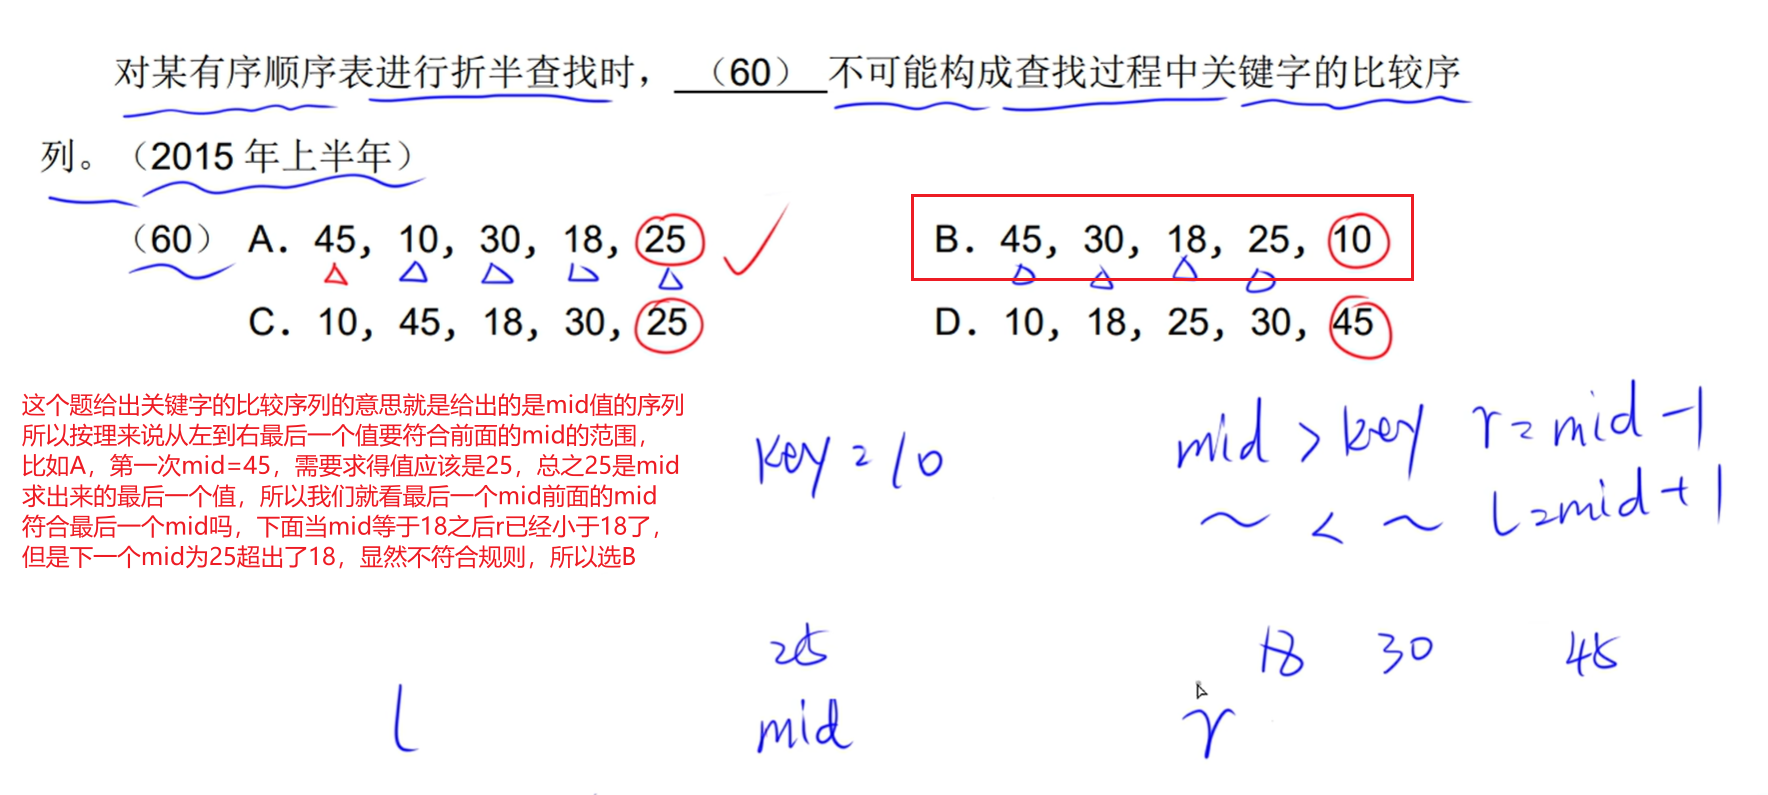 对某有序顺序表进行折半查找时，（60）不可能构成查找过程中关键字的比较序
列。（2015 年上半年）
（60） A. 45, 10, 30, 18, 25    B. 45, 30, 18, 25, 10
C. 10, 45, 18, 30, 25    D. 10, 18, 25, 30, 45
这个题给出关键字的比较序列的意思就是给出的是mid值的序列
所以按理来说从左到右最后一个值要符合前面的mid的范围，
比如A，第一次mid=45，需要求得值应该是25，总之25是mid
求出来的最后一个值，所以我们就看最后一个mid前面的mid
符合最后一个mid吗，下面当mid等于18之后r已经小于18了，
但是下一个mid为25超出了18，显然不符合规则，所以选B
key = 10
mid > key r = mid - 1
~ < ~ l = mid + 1
25 18 30 45
l mid r